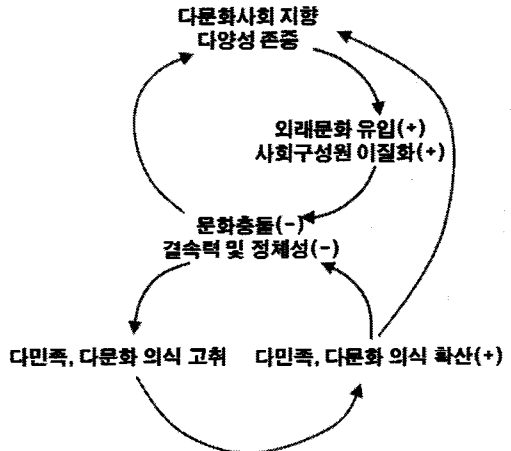 다문화사회 지향
다양성 존중
외래문화 유입(+)
사회구성원 이질화(+)
문화충돌(-)
결속력 및 정체성(-)
다민족, 다문화 의식 고취
다민족, 다문화 의식 확산(+)